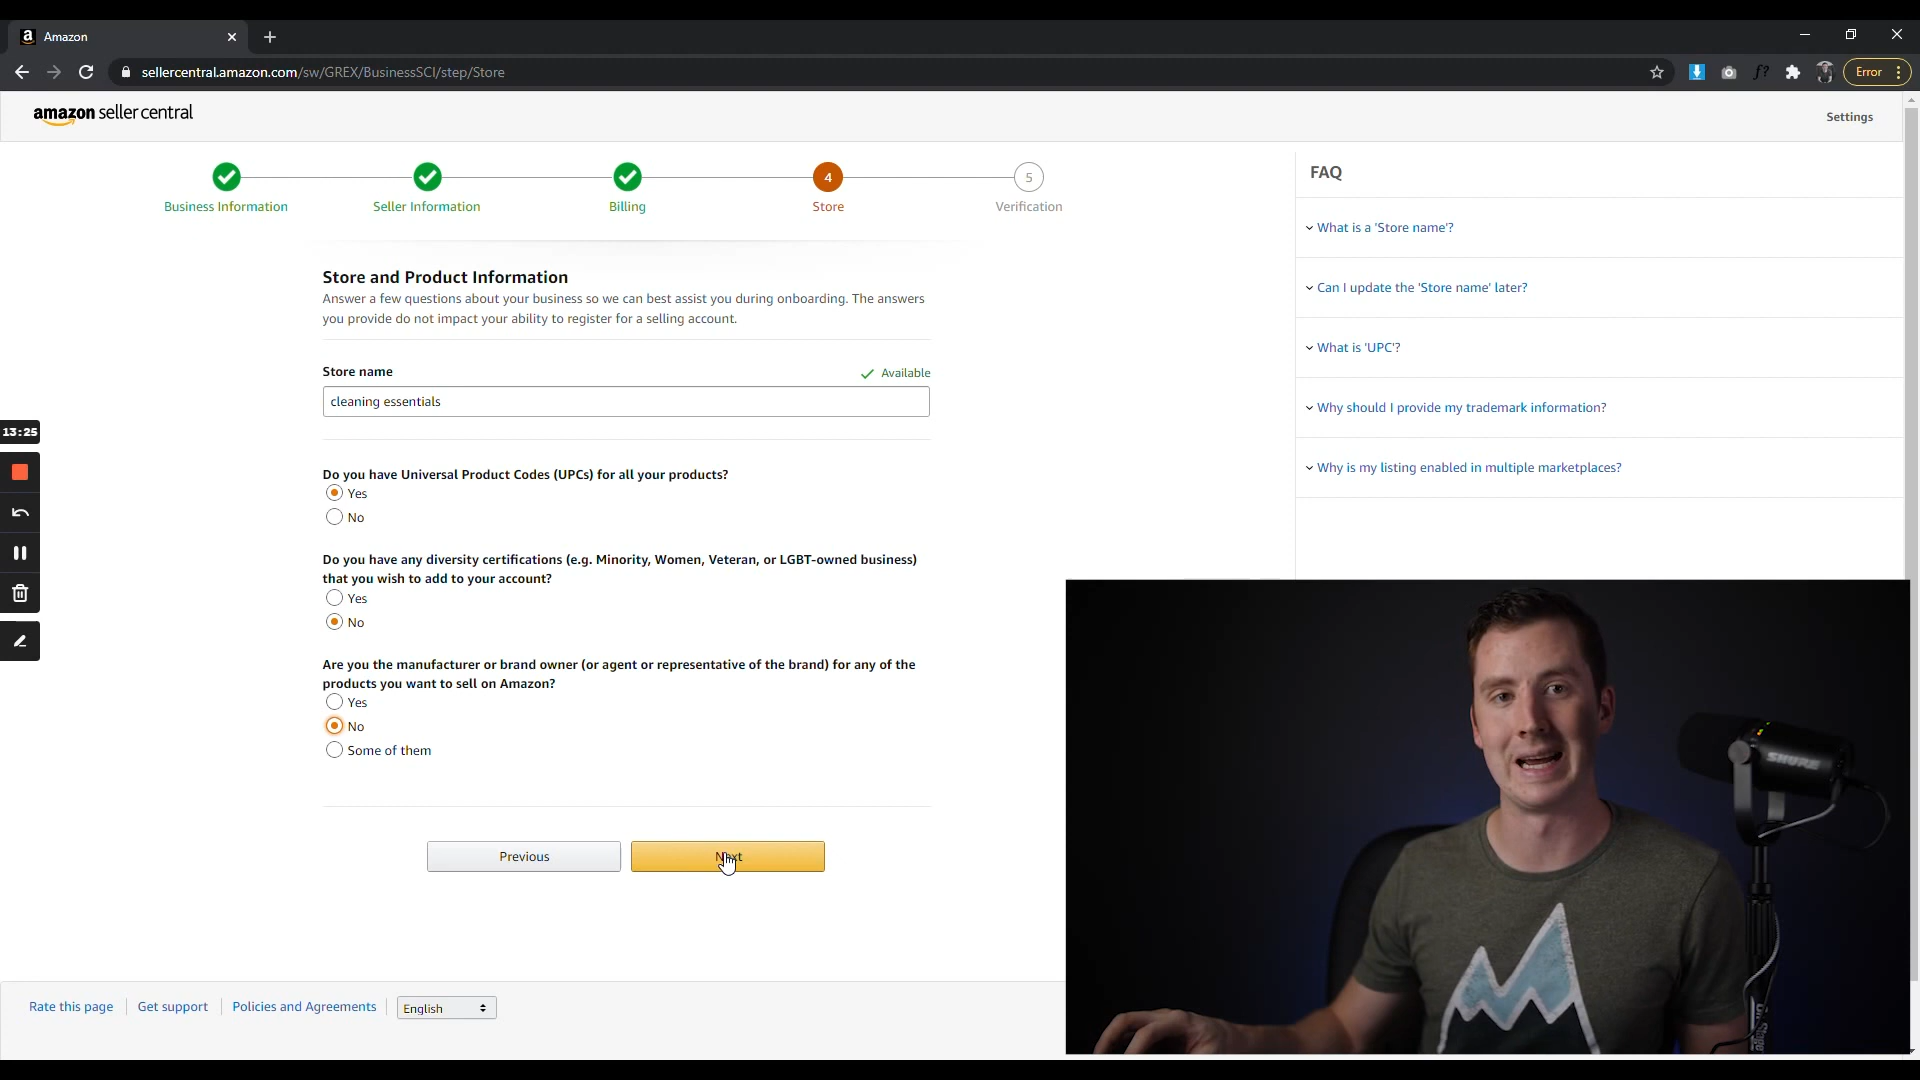 Amazon
sellercentral.amazon.com/sw/GREX/BusinessSCI/step/Store
Error
amazon seller central
Settings
4
5
Business Information
Seller Information
Billing
Store
Verification
Store and Product Information
Answer a few questions about your business so we can best assist you during onboarding. The answers
you provide do not impact your ability to register for a selling account.
Store name
Available
cleaning essentials
Do you have Universal Product Codes (UPCs) for all your products?
Yes
No
Do you have any diversity certifications (e.g. Minority, Women, Veteran, or LGBT-owned business)
that you wish to add to your account?
Yes
No
Are you the manufacturer or brand owner (or agent or representative of the brand) for any of the
products you want to sell on Amazon?
Yes
No
Some of them
Previous
Next
FAQ
What is a 'Store name'?
Can I update the 'Store name' later?
What is 'UPC'?
Why should I provide my trademark information?
Why is my listing enabled in multiple marketplaces?
13:25
SHURE
On-Stage
Rate this page
Get support
Policies and Agreements
English